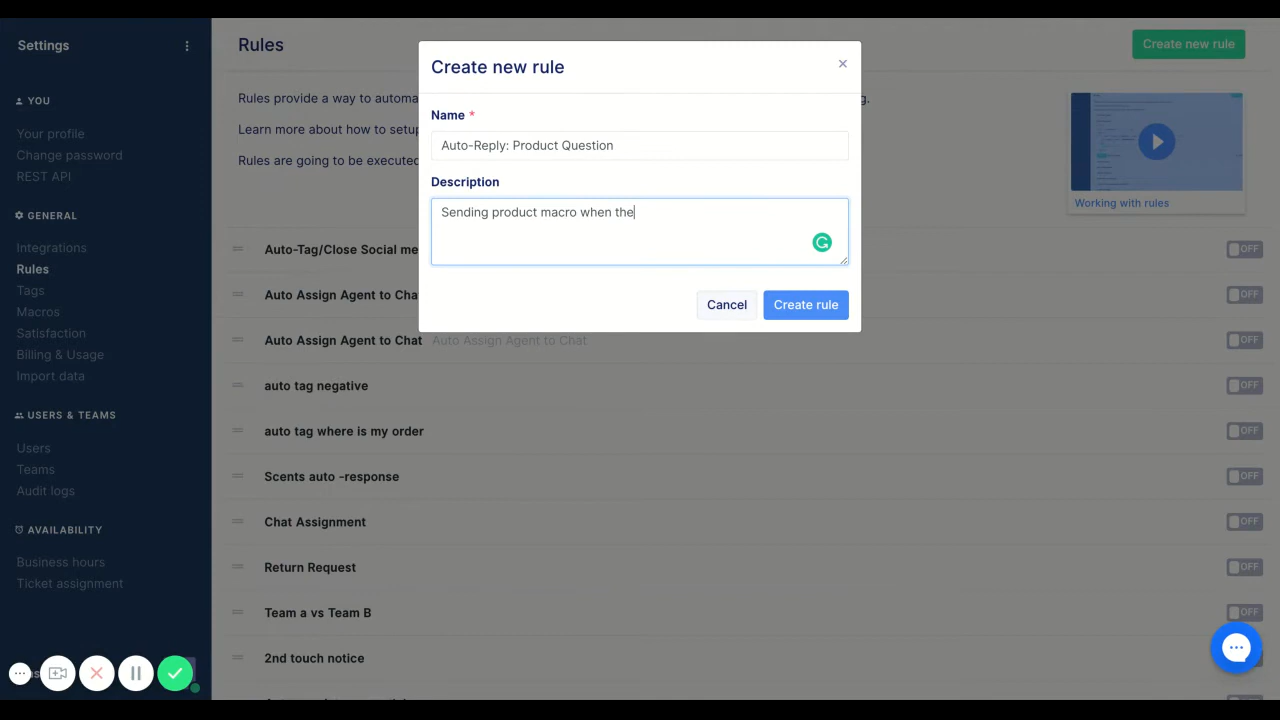 Settings
YOU
Your profile
Change password
REST API
GENERAL
Integrations
Rules
Tags
Macros
Satisfaction
Billing & Usage
Import data
USERS & TEAMS
Users
Teams
Audit logs
AVAILABILITY
Business hours
Ticket assignment
Rules
Create new rule
Rules provide a way to automa
g.
Learn more about how to setup
Rules are going to be executed
Working with rules
Create new rule
Name *
Auto-Reply: Product Question
Description
Sending product macro when the
Cancel
Create rule
Auto-Tag/Close Social me
OFF
Auto Assign Agent to Cha
OFF
Auto Assign Agent to Chat Auto Assign Agent to Chat
OFF
auto tag negative
OFF
auto tag where is my order
OFF
Scents auto -response
OFF
Chat Assignment
OFF
Return Request
OFF
Team a vs Team B
OFF
2nd touch notice